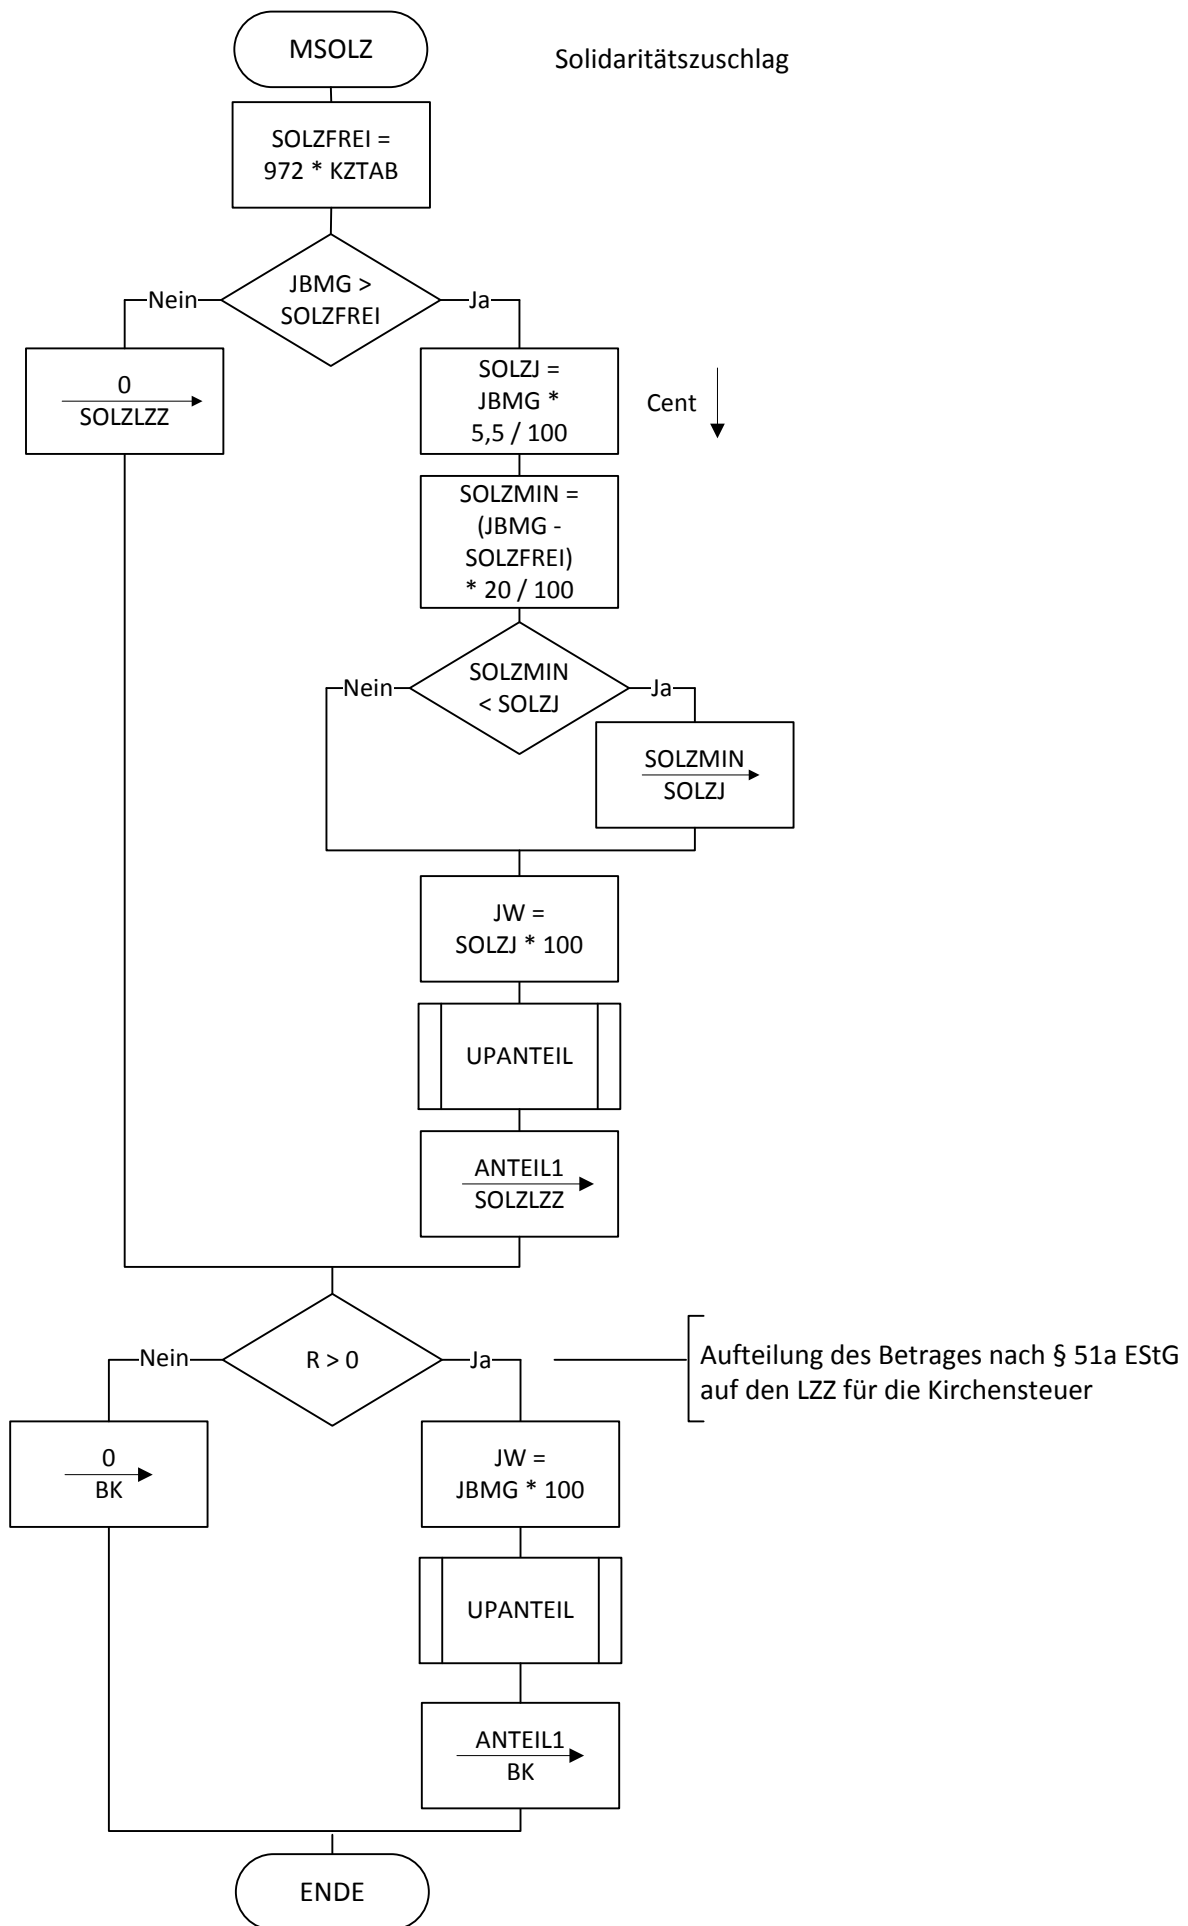 MSOLZ
Solidaritätszuschlag
SOLZFREI =
972 * KZTAB
JBMG >
SOLZFREI
Nein
Ja
0
SOLZLZZ
SOLZJ =
JBMG *
5,5 / 100
Cent
SOLZMIN =
(JBMG -
SOLZFREI)
* 20 / 100
SOLZMIN
< SOLZJ
Nein
Ja
SOLZMIN
SOLZJ
JW =
SOLZJ * 100
UPANTEIL
ANTEIL1
SOLZLZZ
R > 0
Nein
Ja
Aufteilung des Betrages nach § 51a EStG
auf den LZZ für die Kirchensteuer
0
BK
JW =
JBMG * 100
UPANTEIL
ANTEIL1
BK
ENDE